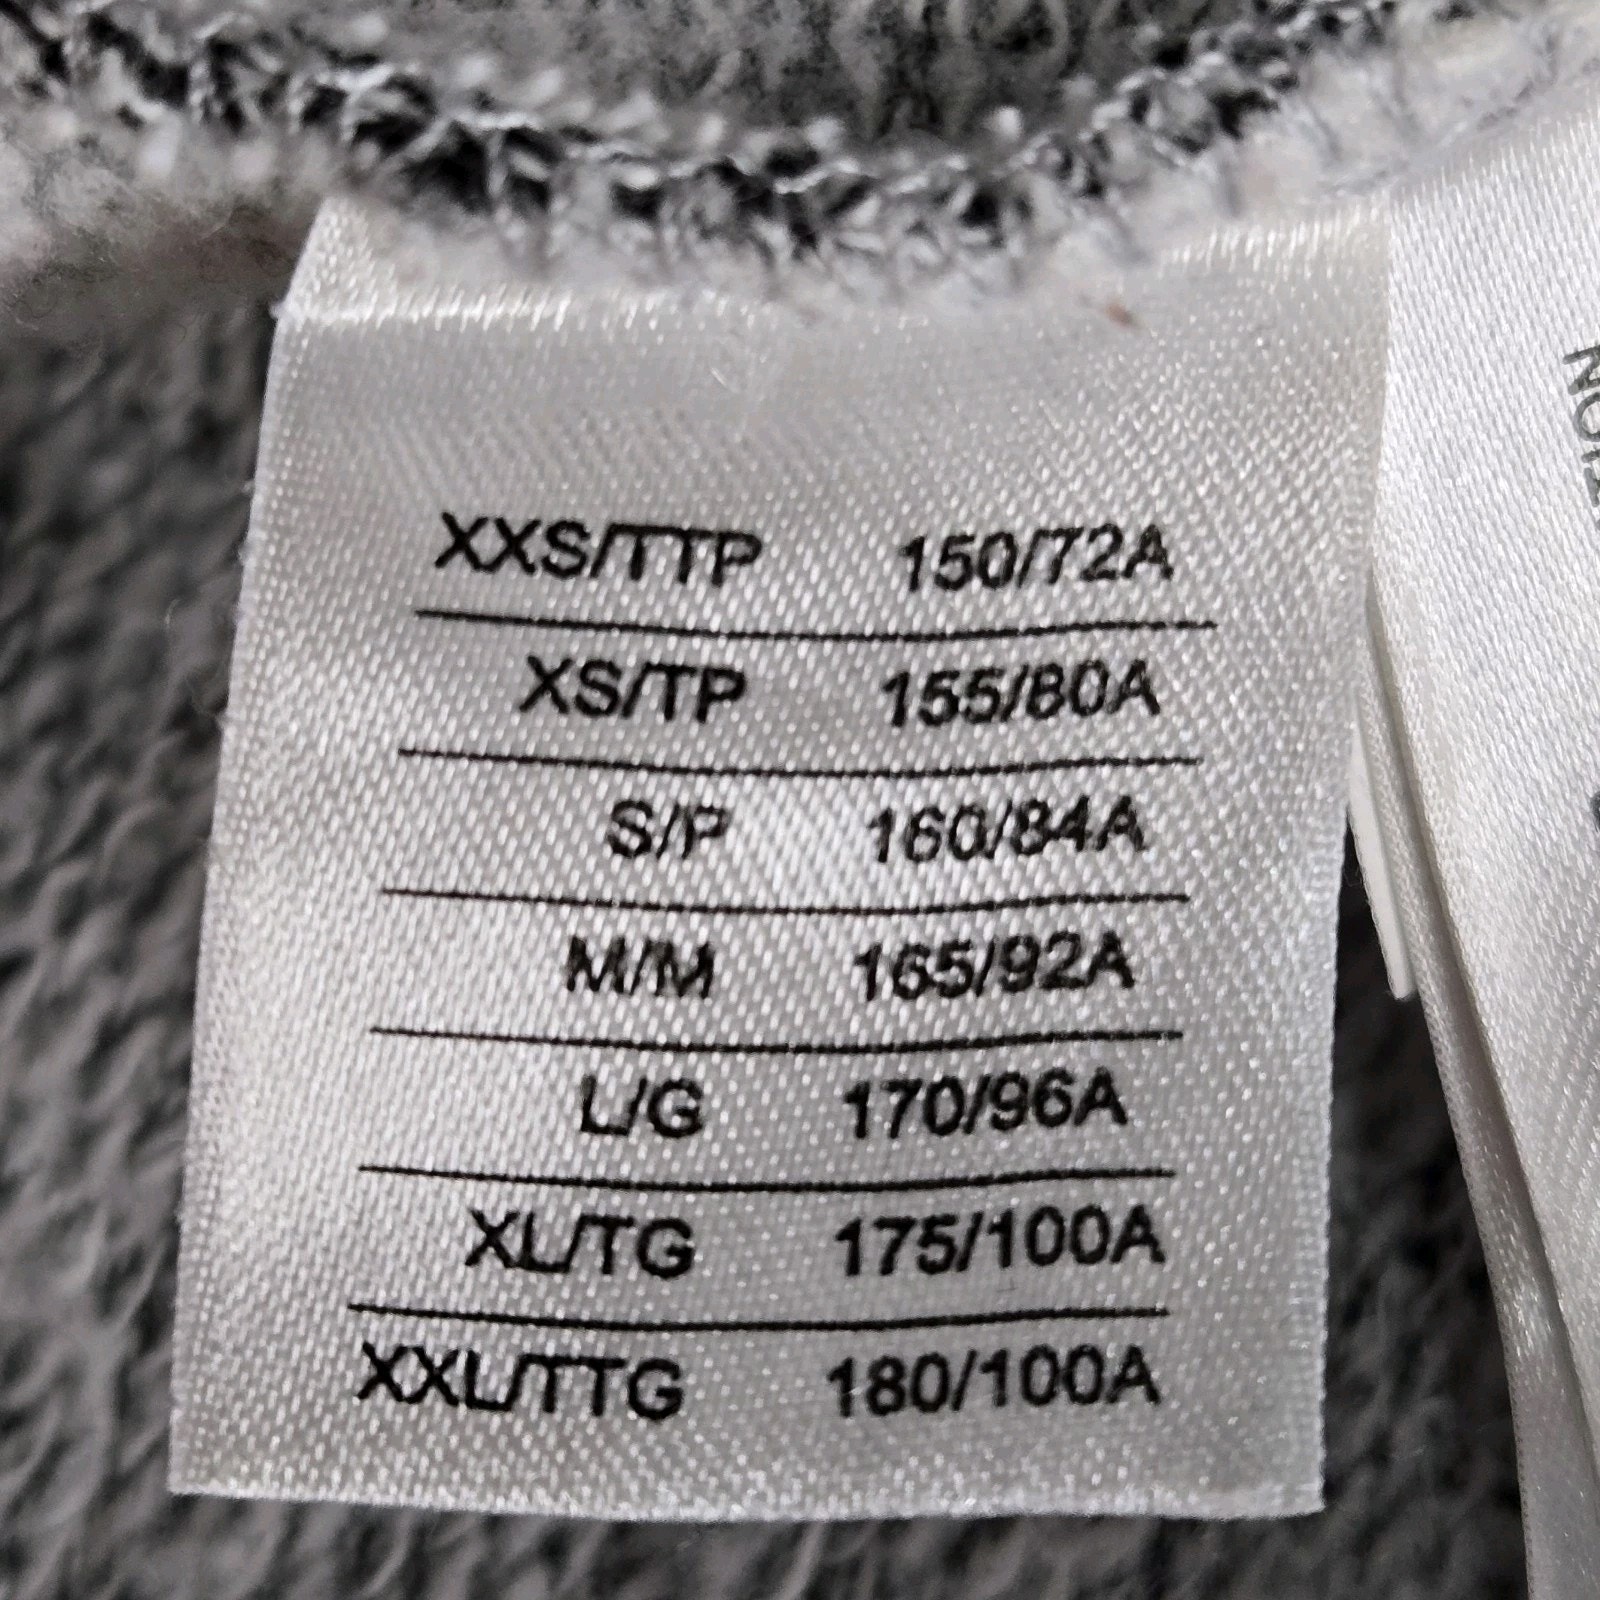 XXS/TTP 150/72A
XS/TP 155/80A
S/P 160/84A
M/M 165/92A
L/G 170/96A
XL/TG 175/100A
XXL/TTG 180/100A